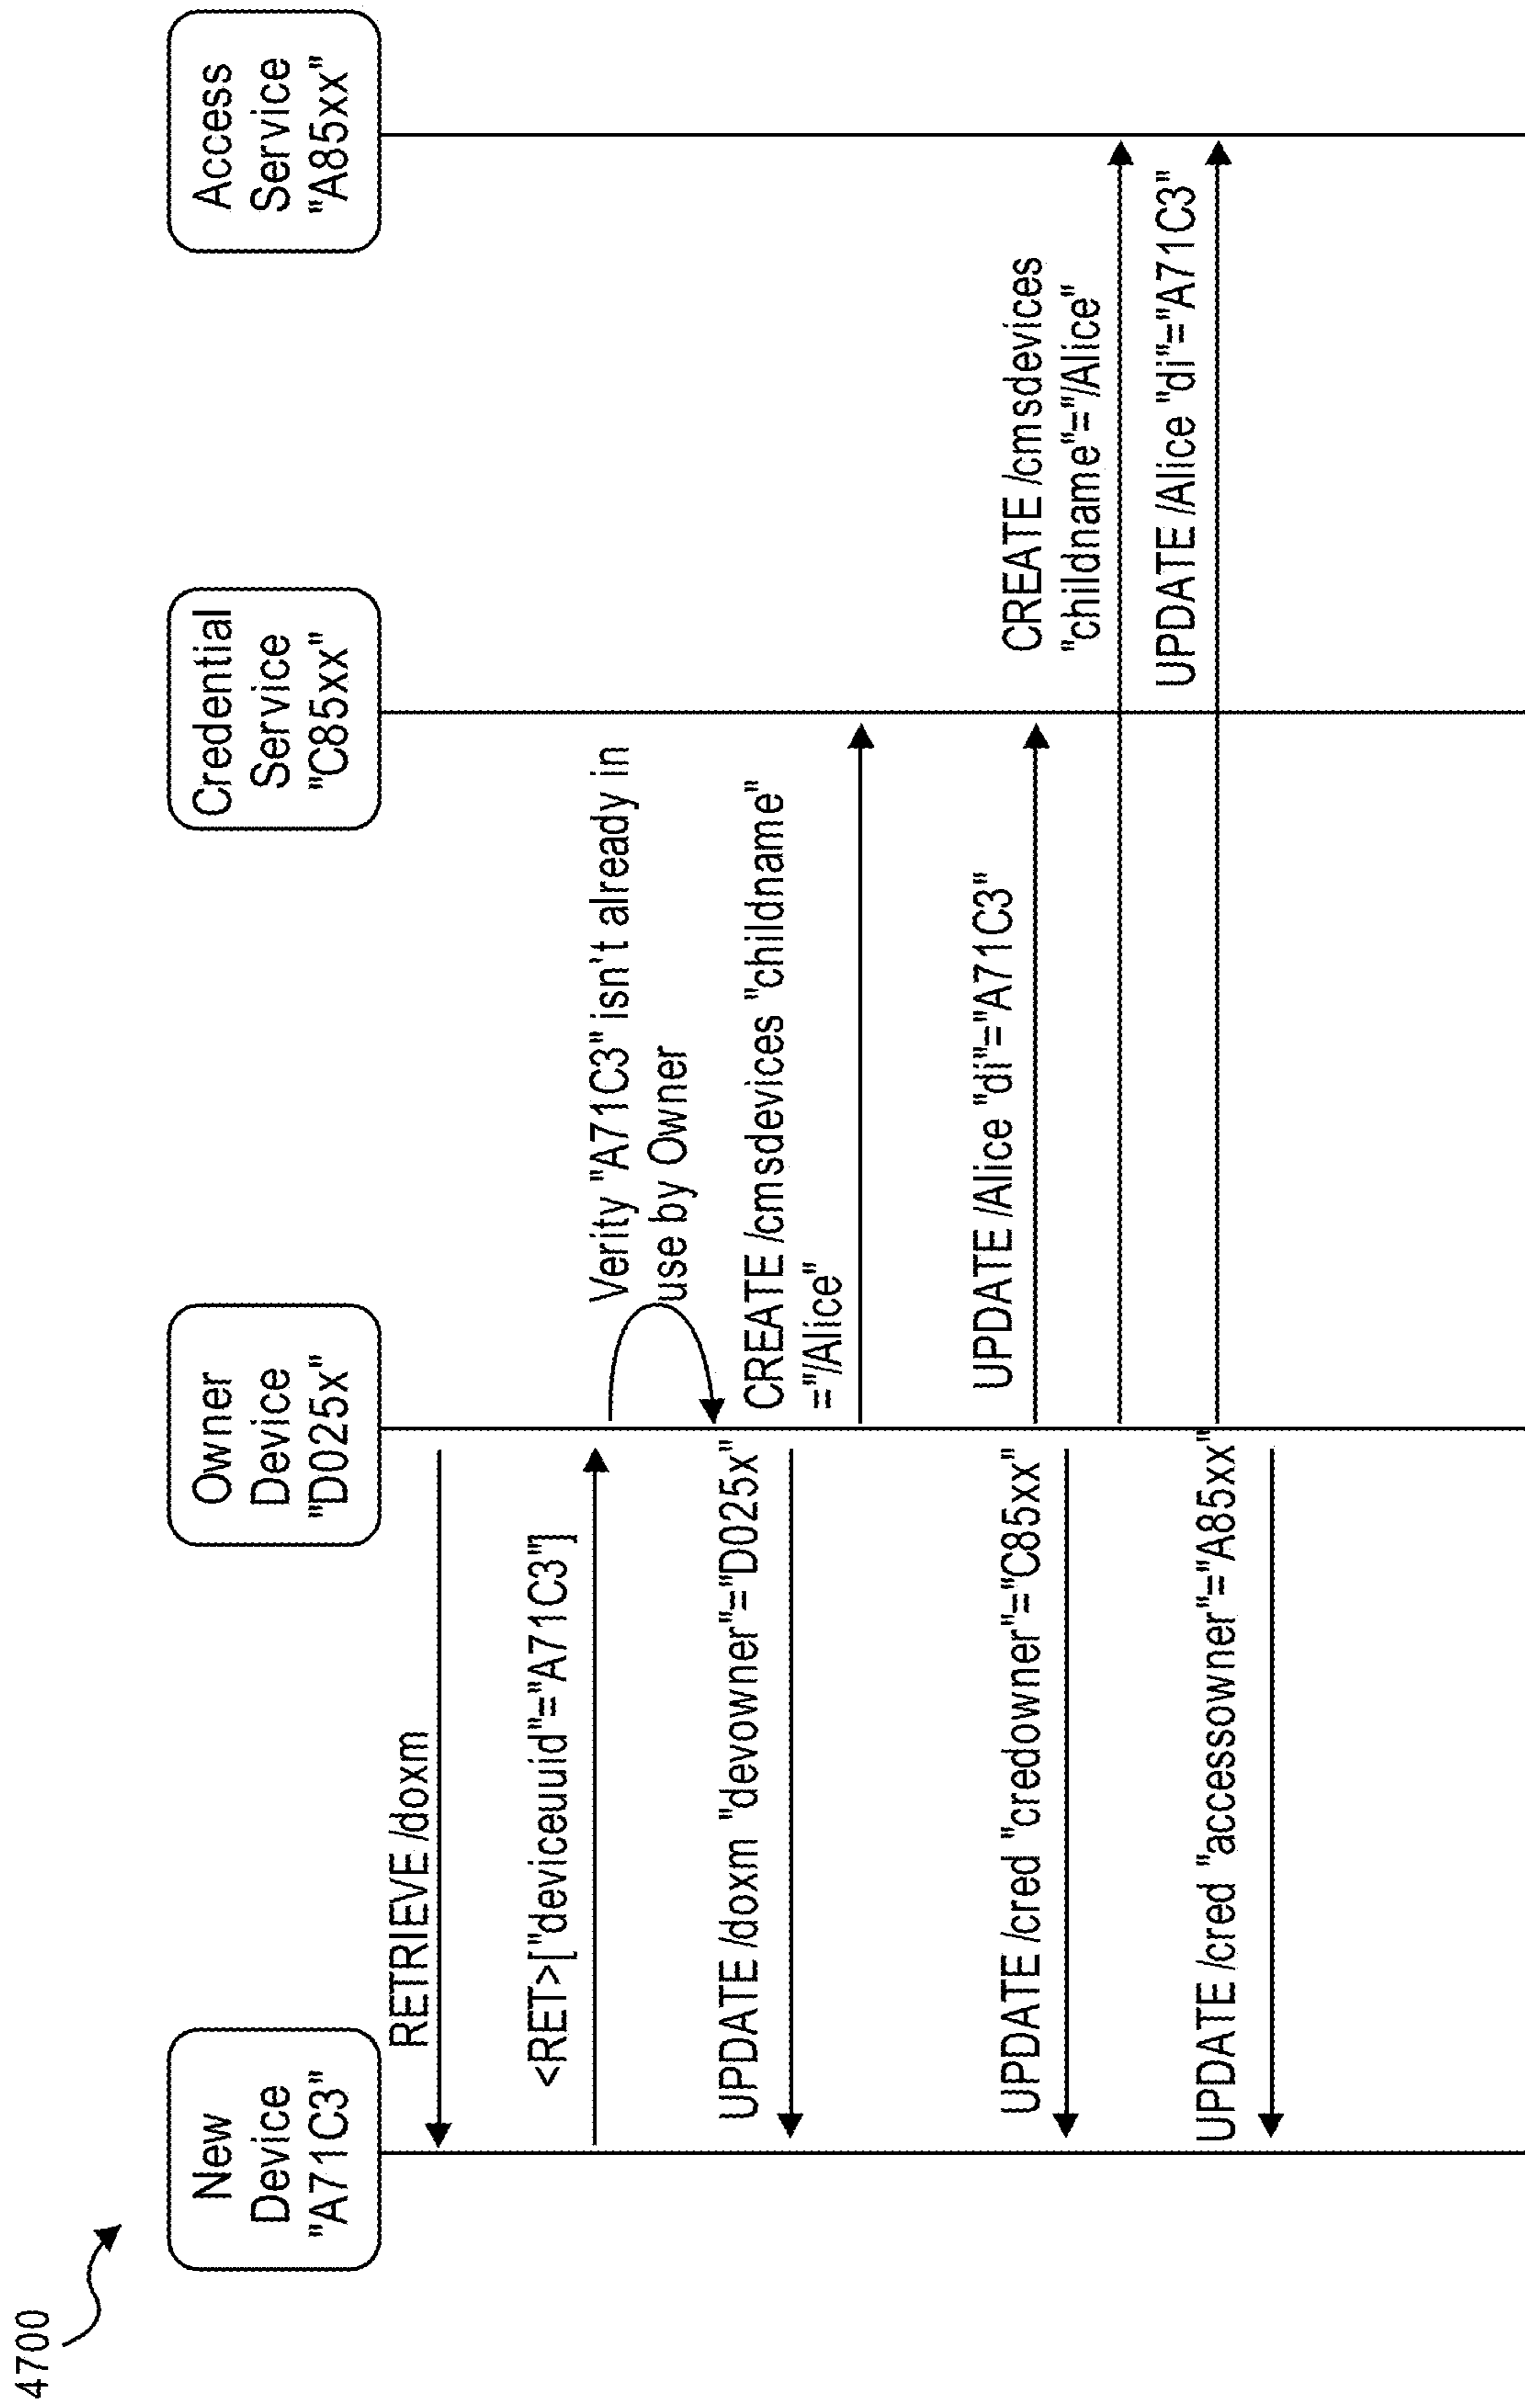 4700
New
Device
"A71C3"
Owner
Device
"D025x"
Credential
Service
"C85xx"
Access
Service
"A85xx"
RETRIEVE /doxm
<RET>["deviceuuid"="A71C3"]
Verity "A71C3" isn't already in
use by Owner
UPDATE /doxm "devowner"="D025x"
CREATE /cmsdevices "childname"
="/Alice"
UPDATE /Alice "di"="A71C3"
UPDATE /cred "credowner"="C85xx"
CREATE /cmsdevices
"childname"="/Alice"
UPDATE /Alice "di"="A71C3"
UPDATE /cred "accessowner"="A85xx"